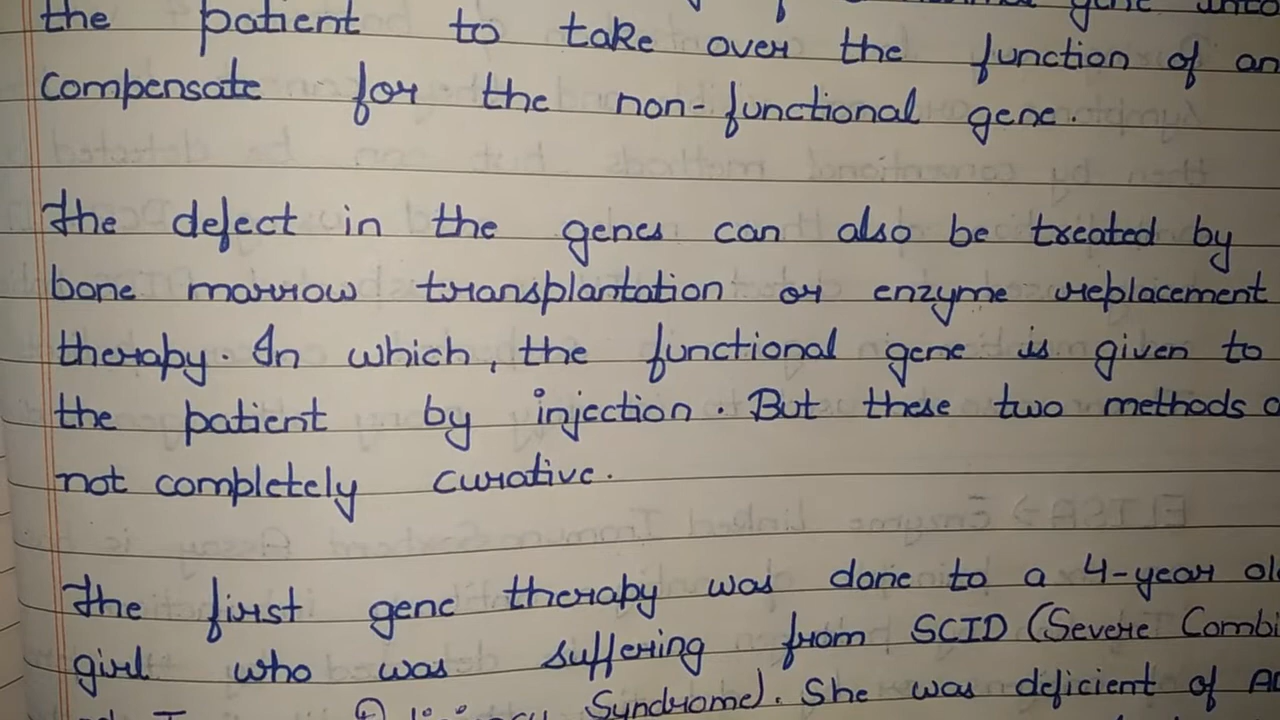 the patient to take over the function of an
compensate for the non-functional gene.
The defect in the genes can also be treated by
bone marrow transplantation or enzyme replacement
therapy. In which, the functional gene is given to
the patient by injection. But these two methods
not completely curative.
The first gene therapy was done to a 4-year old
girl who was suffering from SCID (Severe Combi
Syndrome). She was deficient of AD